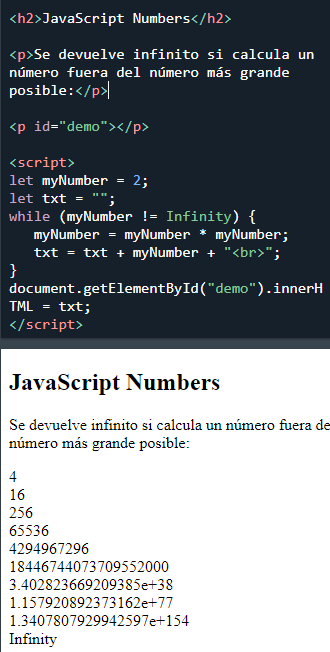 <h2>JavaScript Numbers</h2>
<p>Se devuelve infinito si calcula un
número fuera del número más grande
posible:</p>
<p id="demo"></p>
<script>
let myNumber = 2;
let txt = "";
while (myNumber != Infinity) {
   myNumber = myNumber * myNumber;
   txt = txt + myNumber + "<br>";
}
document.getElementById("demo").innerH
TML = txt;
</script>
JavaScript Numbers
Se devuelve infinito si calcula un número fuera de
número más grande posible:
4
16
256
65536
4294967296
18446744073709552000
3.402823669209385e+38
1.157920892373162e+77
1.3407807929942597e+154
Infinity